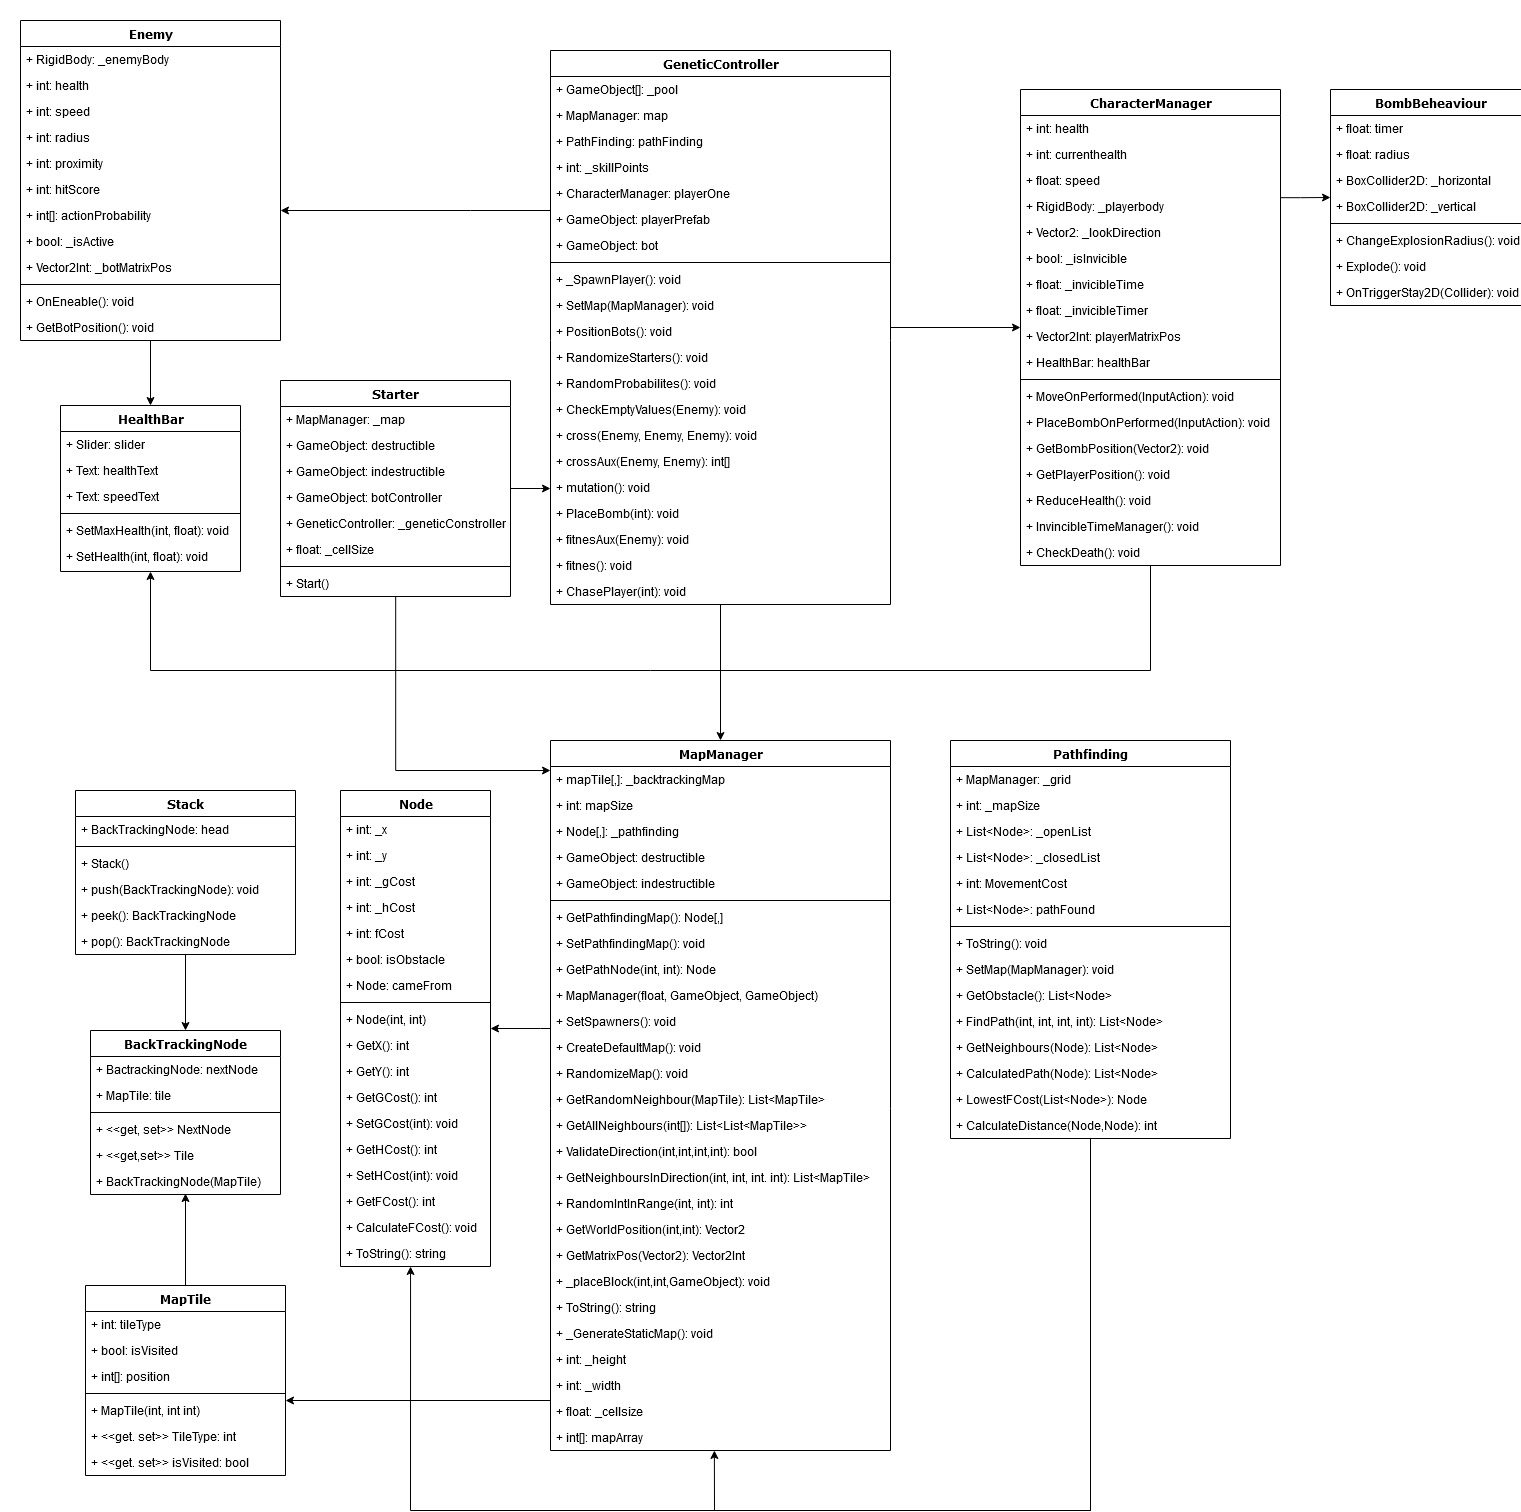 Enemy
+ RigidBody: _enemyBody
+ int: health
+ int: speed
+ int: radius
+ int: proximity
+ int: hitScore
+ int[]: actionProbability
+ bool: _isActive
+ Vector2Int: _botMatrixPos
+ OnEneable(): void
+ GetBotPosition(): void
HealthBar
+ Slider: slider
+ Text: healthText
+ Text: speedText
+ SetMaxHealth(int, float): void
+ SetHealth(int, float): void
Starter
+ MapManager: _map
+ GameObject: destructible
+ GameObject: indestructible
+ GameObject: botController
+ GeneticController: _geneticConstroller
+ float: _cellSize
+ Start()
GeneticController
+ GameObject[]: _pool
+ MapManager: map
+ PathFinding: pathFinding
+ int: _skillPoints
+ CharacterManager: playerOne
+ GameObject: playerPrefab
+ GameObject: bot
+ _SpawnPlayer(): void
+ SetMap(MapManager): void
+ PositionBots(): void
+ RandomizeStarters(): void
+ RandomProbabilites(): void
+ CheckEmptyValues(Enemy): void
+ cross(Enemy, Enemy, Enemy): void
+ crossAux(Enemy, Enemy): int[]
+ mutation(): void
+ PlaceBomb(int): void
+ fitnesAux(Enemy): void
+ fitnes(): void
+ ChasePlayer(int): void
CharacterManager
+ int: health
+ int: currenthealth
+ float: speed
+ RigidBody: _playerbody
+ Vector2: _lookDirection
+ bool: _isInvicible
+ float: _invicibleTime
+ float: _invicibleTimer
+ Vector2Int: playerMatrixPos
+ HealthBar: healthBar
+ MoveOnPerformed(InputAction): void
+ PlaceBombOnPerformed(InputAction): void
+ GetBombPosition(Vector2): void
+ GetPlayerPosition(): void
+ ReduceHealth(): void
+ InvincibleTimeManager(): void
+ CheckDeath(): void
BombBeheaviour
+ float: timer
+ float: radius
+ BoxCollider2D: _horizontal
+ BoxCollider2D: _vertical
+ ChangeExplosionRadius(): void
+ Explode(): void
+ OnTriggerStay2D(Collider): void
Stack
+ BackTrackingNode: head
+ Stack()
+ push(BackTrackingNode): void
+ peek(): BackTrackingNode
+ pop(): BackTrackingNode
BackTrackingNode
+ BactrackingNode: nextNode
+ MapTile: tile
+ <<get, set>> NextNode
+ <<get,set>> Tile
+ BackTrackingNode(MapTile)
MapTile
+ int: tileType
+ bool: isVisited
+ int[]: position
+ MapTile(int, int int)
+ <<get. set>> TileType: int
+ <<get. set>> isVisited: bool
Node
+ int: _x
+ int: _y
+ int: _gCost
+ int: _hCost
+ int: fCost
+ bool: isObstacle
+ Node: cameFrom
+ Node(int, int)
+ GetX(): int
+ GetY(): int
+ GetGCost(): int
+ SetGCost(int): void
+ GetHCost(): int
+ SetHCost(int): void
+ GetFCost(): int
+ CalculateFCost(): void
+ ToString(): string
MapManager
+ mapTile[,]: _backtrackingMap
+ int: mapSize
+ Node[,]: _pathfinding
+ GameObject: destructible
+ GameObject: indestructible
+ GetPathfindingMap(): Node[,]
+ SetPathfindingMap(): void
+ GetPathNode(int, int): Node
+ MapManager(float, GameObject, GameObject)
+ SetSpawners(): void
+ CreateDefaultMap(): void
+ RandomizeMap(): void
+ GetRandomNeighbour(MapTile): List<MapTile>
+ GetAllNeighbours(int[]): List<List<MapTile>>
+ ValidateDirection(int,int,int,int): bool
+ GetNeighboursInDirection(int, int, int. int): List<MapTile>
+ RandomIntInRange(int, int): int
+ GetWorldPosition(int,int): Vector2
+ GetMatrixPos(Vector2): Vector2Int
+ _placeBlock(int,int,GameObject): void
+ ToString(): string
+ _GenerateStaticMap(): void
+ int: _height
+ int: _width
+ float: _cellsize
+ int[]: mapArray
Pathfinding
+ MapManager: _grid
+ int: _mapSize
+ List<Node>: _openList
+ List<Node>: _closedList
+ int: MovementCost
+ List<Node>: pathFound
+ ToString(): void
+ SetMap(MapManager): void
+ GetObstacle(): List<Node>
+ FindPath(int, int, int, int): List<Node>
+ GetNeighbours(Node): List<Node>
+ CalculatedPath(Node): List<Node>
+ LowestFCost(List<Node>): Node
+ CalculateDistance(Node,Node): int